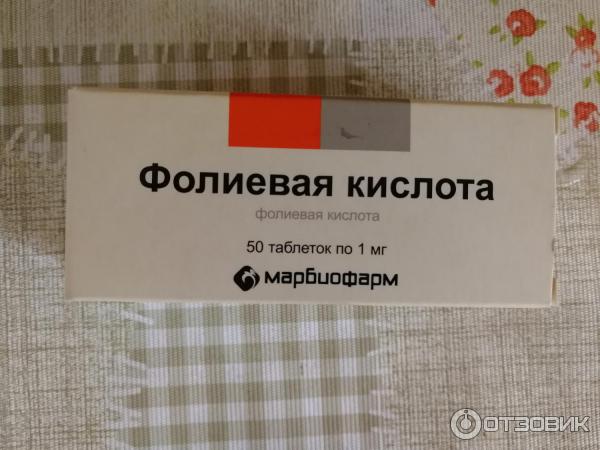 Фолиевая кислота
фолиевая кислота
50 таблеток по 1 мг
марбиофарм
ОТЗОВИК